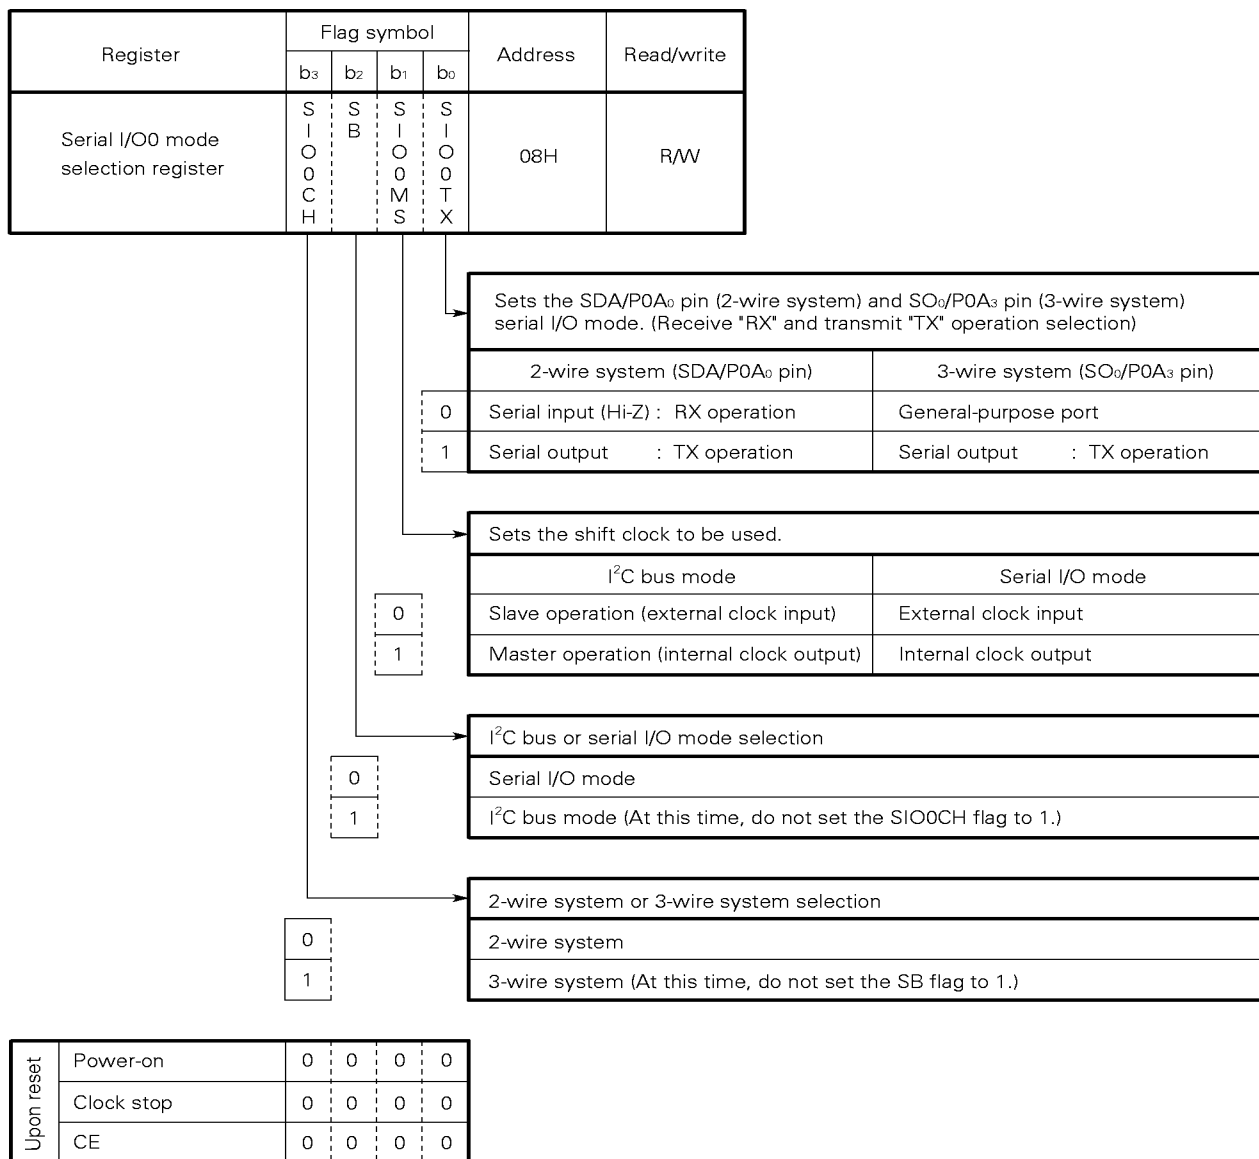 Register
Flag symbol
Address
Read/write
b3 b2 b1 b0
Serial I/O0 mode
selection register
SIO0CH
SB
SIO0MS
SIO0TX
08H
R/W
Sets the SDA/P0A0 pin (2-wire system) and SO0/P0A3 pin (3-wire system)
serial I/O mode. (Receive "RX" and transmit "TX" operation selection)
2-wire system (SDA/P0A0 pin) 3-wire system (SO0/P0A3 pin)
0 Serial input (Hi-Z) : RX operation General-purpose port
1 Serial output : TX operation Serial output : TX operation
Sets the shift clock to be used.
I²C bus mode Serial I/O mode
0 Slave operation (external clock input) External clock input
1 Master operation (internal clock output) Internal clock output
I²C bus or serial I/O mode selection
0 Serial I/O mode
1 I²C bus mode (At this time, do not set the SIO0CH flag to 1.)
2-wire system or 3-wire system selection
0 2-wire system
1 3-wire system (At this time, do not set the SB flag to 1.)
Upon reset
Power-on 0 0 0 0
Clock stop 0 0 0 0
CE 0 0 0 0